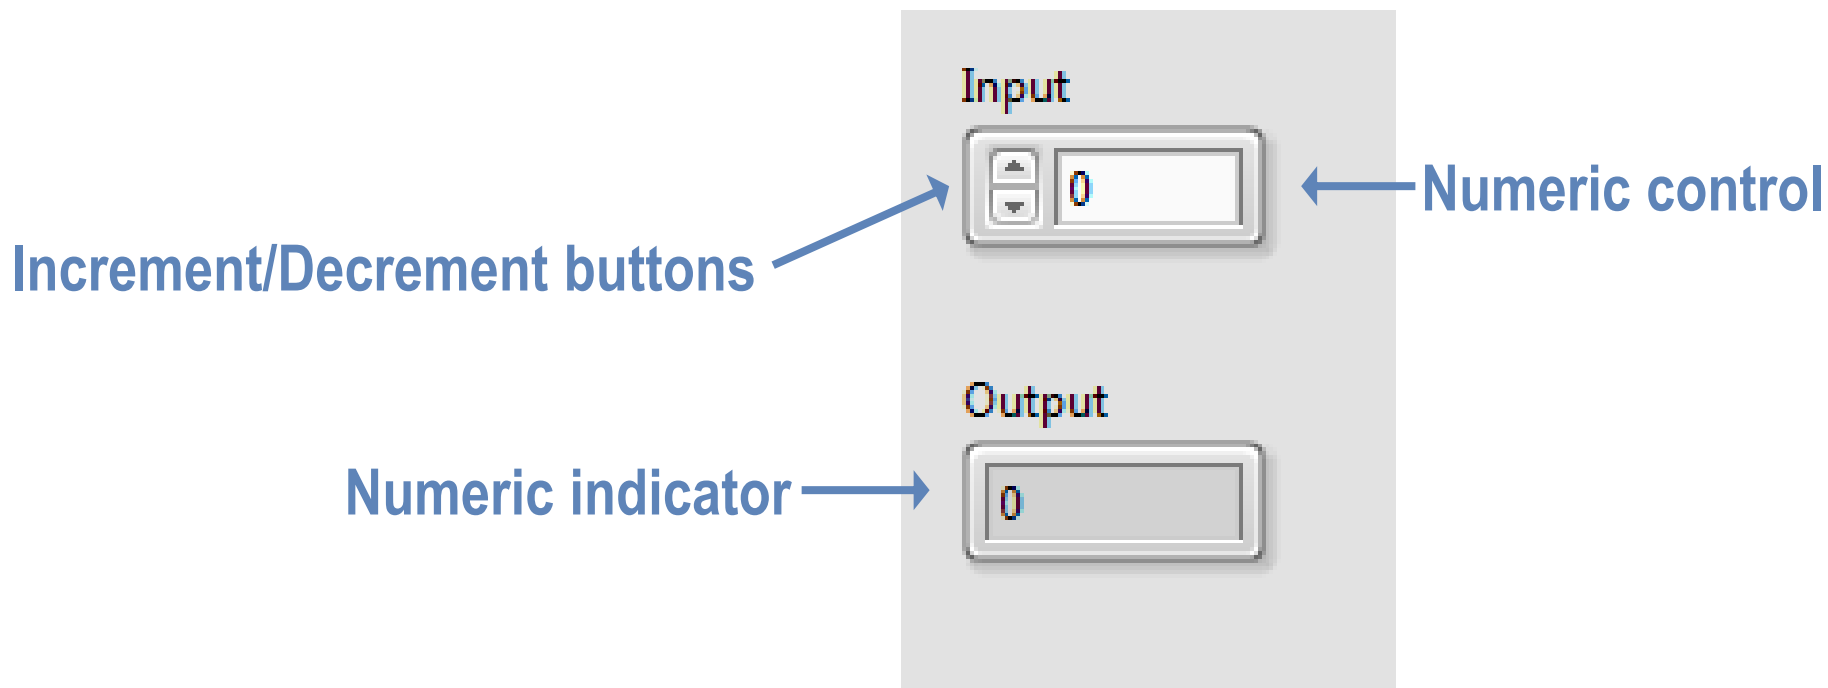 Input
0
Numeric control
Increment/Decrement buttons
Output
0
Numeric indicator